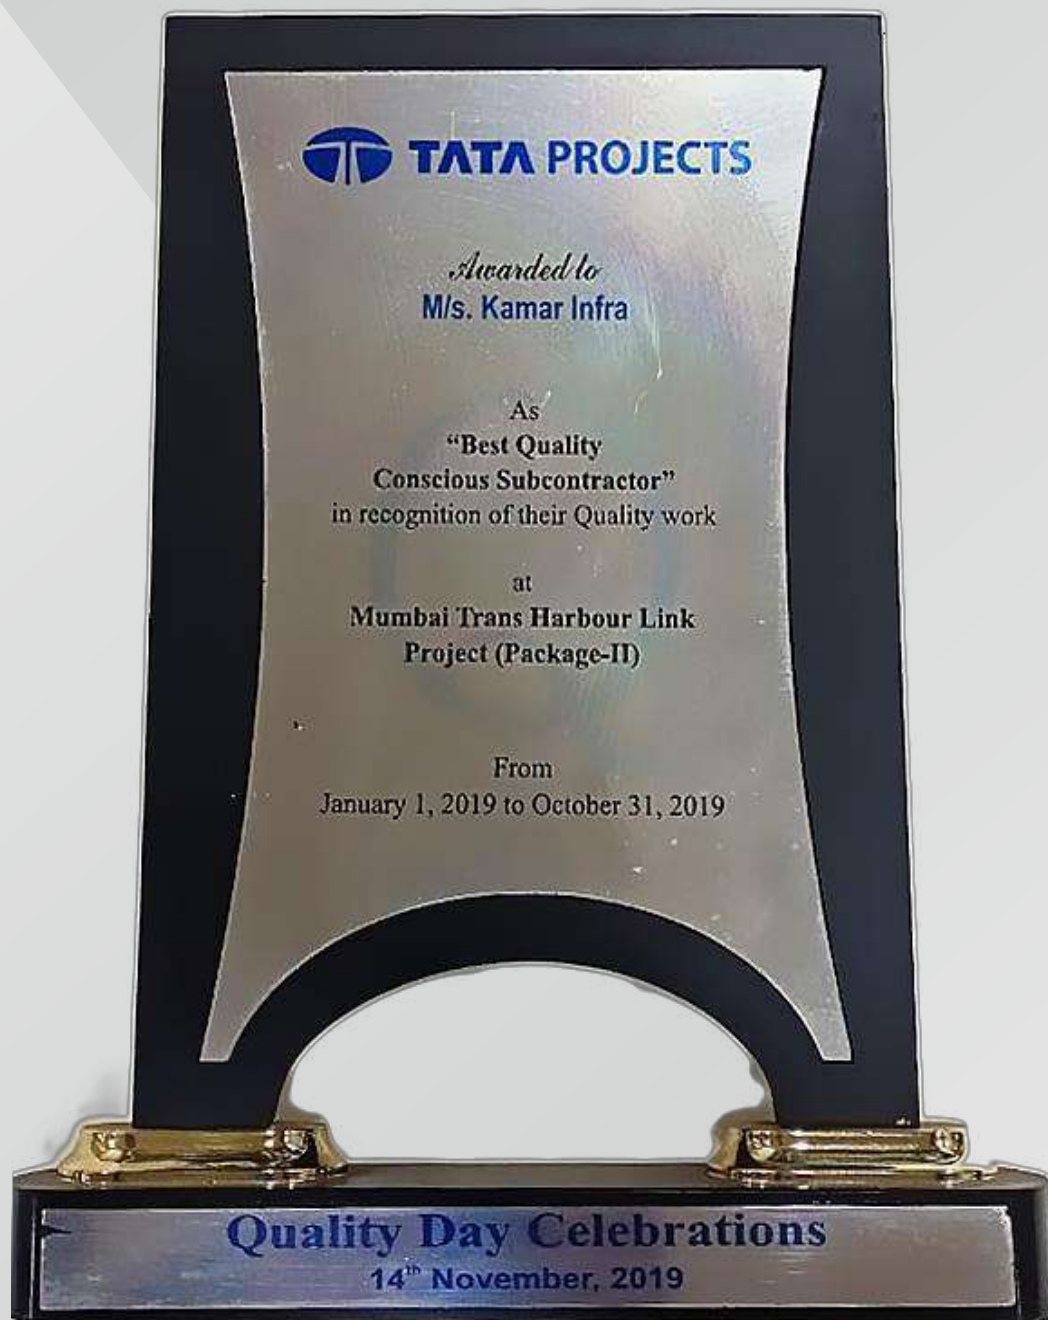 TATA PROJECTS
Awarded to
M/s. Kamar Infra
As
“Best Quality
Conscious Subcontractor”
in recognition of their Quality work
at
Mumbai Trans Harbour Link
Project (Package-II)
From
January 1, 2019 to October 31, 2019
Quality Day Celebrations
14th November, 2019